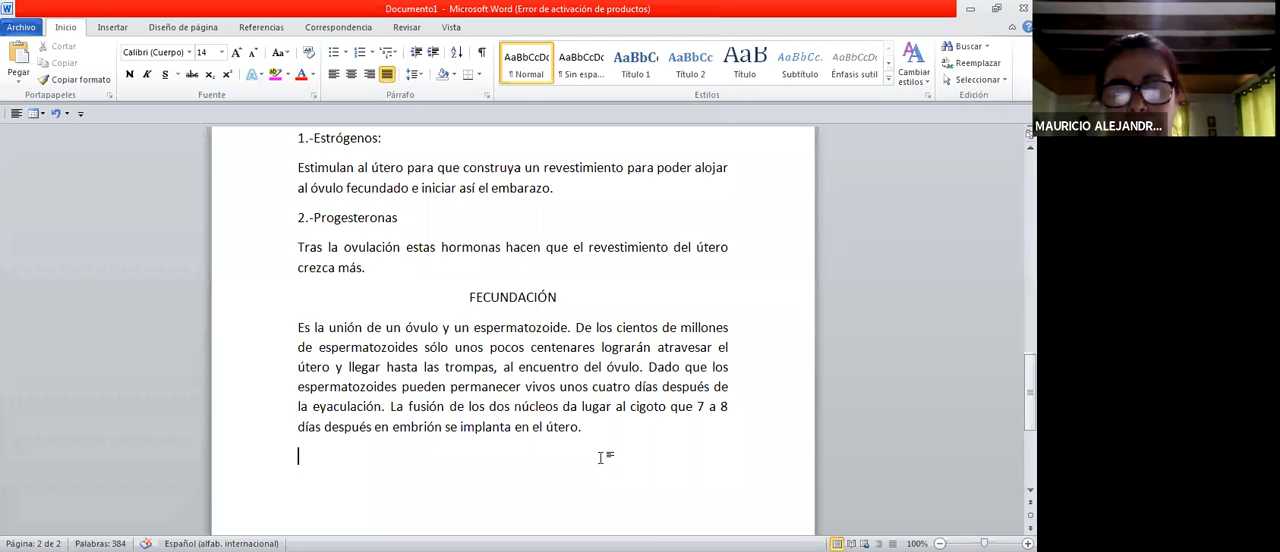 Documento1 - Microsoft Word (Error de activación de productos)
Archivo Inicio Insertar Diseño de página Referencias Correspondencia Revisar Vista
Pegar
Cortar
Copiar
Copiar formato
Portapapeles
Calibri (Cuerpo) 14
N K S abc x₂ x²
Fuente
Párrafo
AaBbCcDc AaBbCcDc AaBbC AaBbCc AaB AaBbCc. AaBbCcDc
¶ Normal ¶ Sin espa... Título 1 Título 2 Título Subtítulo Énfasis sutil
Cambiar
estilos
Estilos
Buscar
Reemplazar
Seleccionar
Edición
MAURICIO ALEJANDR...
1.-Estrógenos:
Estimulan al útero para que construya un revestimiento para poder alojar
al óvulo fecundado e iniciar así el embarazo.
2.-Progesteronas
Tras la ovulación estas hormonas hacen que el revestimiento del útero
crezca más.
FECUNDACIÓN
Es la unión de un óvulo y un espermatozoide. De los cientos de millones
de espermatozoides sólo unos pocos centenares lograrán atravesar el
útero y llegar hasta las trompas, al encuentro del óvulo. Dado que los
espermatozoides pueden permanecer vivos unos cuatro días después de
la eyaculación. La fusión de los dos núcleos da lugar al cigoto que 7 a 8
días después en embrión se implanta en el útero.
Página: 2 de 2 Palabras: 384 Español (alfab. internacional) 100%